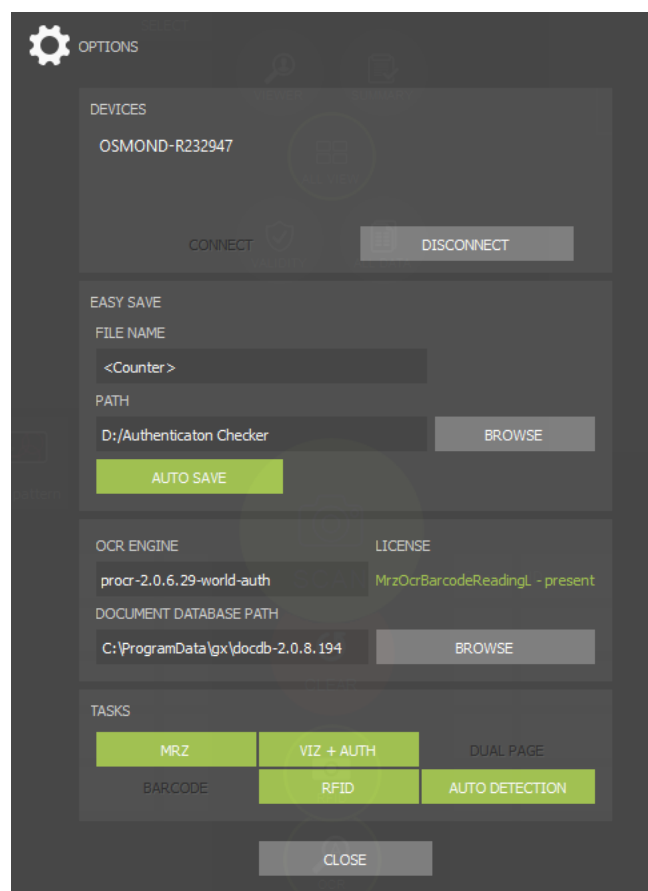 OPTIONS
DEVICES
OSMOND-R232947
CONNECT
DISCONNECT
EASY SAVE
FILE NAME
<Counter>
PATH
D:/Authenticaton Checker
BROWSE
AUTO SAVE
OCR ENGINE
LICENSE
procr-2.0.6.29-world-auth
MrzOcrBarcodeReadingL - present
DOCUMENT DATABASE PATH
C:\ProgramData\gx\docdb-2.0.8.194
BROWSE
TASKS
MRZ
VIZ + AUTH
DUAL PAGE
BARCODE
RFID
AUTO DETECTION
CLOSE